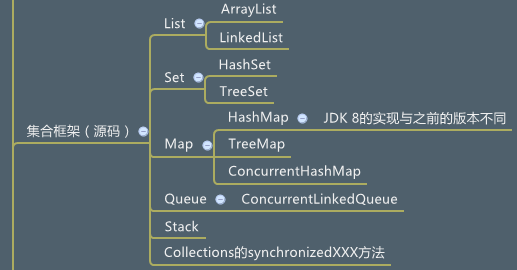 ArrayList
List
LinkedList
HashSet
Set
TreeSet
HashMap JDK 8的实现与之前的版本不同
集合框架（源码）
Map TreeMap
ConcurrentHashMap
Queue ConcurrentLinkedQueue
Stack
Collections的synchronizedXXX方法